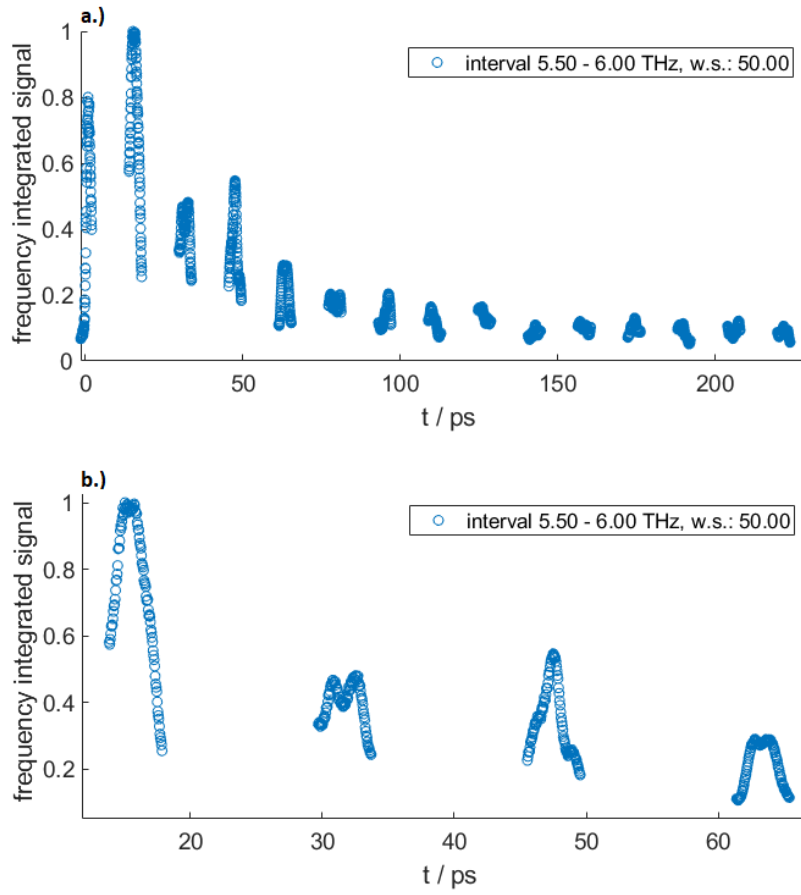 a.)
1
0.8
0.6
0.4
0.2
0
frequency integrated signal
interval 5.50 - 6.00 THz, w.s.: 50.00
0 50 100 150 200
t / ps
b.)
1
0.8
0.6
0.4
0.2
frequency integrated signal
interval 5.50 - 6.00 THz, w.s.: 50.00
20 30 40 50 60
t / ps